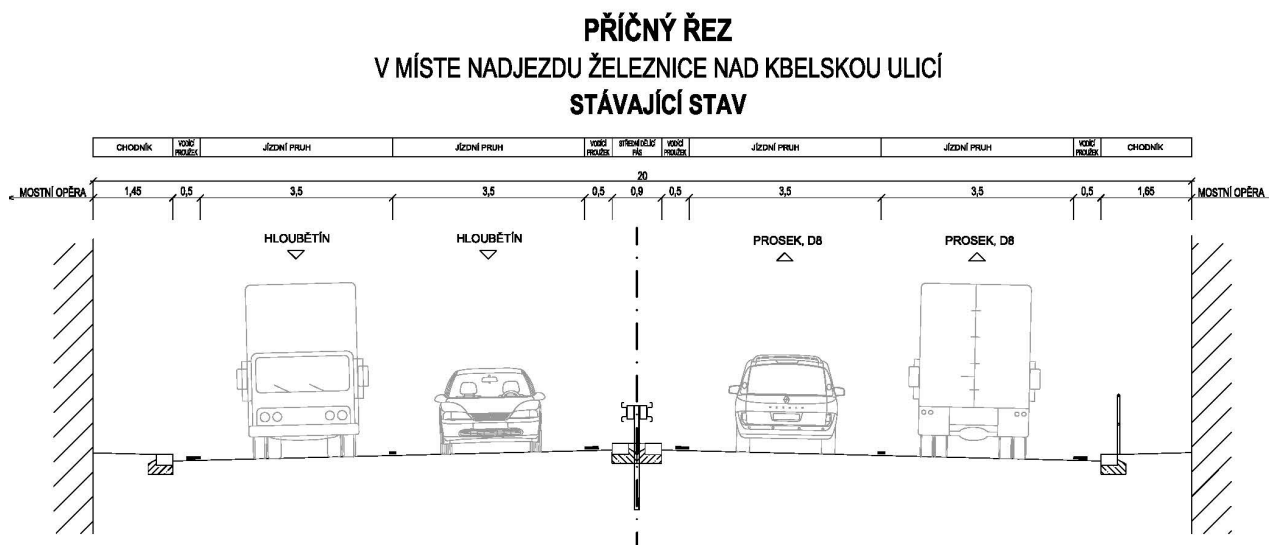 PŘÍČNÝ ŘEZ
V MÍSTE NADJEZDU ŽELEZNICE NAD KBELSKOU ULICÍ
STÁVAJÍCÍ STAV
CHODNÍK VODÍCÍ PROUŽEK JÍZDNÍ PRUH JÍZDNÍ PRUH VODÍCÍ PROUŽEK STŘEDNÍ DĚLÍCÍ PÁS VODÍCÍ PROUŽEK JÍZDNÍ PRUH JÍZDNÍ PRUH VODÍCÍ PROUŽEK CHODNÍK
20
MOSTNÍ OPĚRA 1,45 0,5 3,5 3,5 0,5 0,9 0,5 3,5 3,5 0,5 1,65 MOSTNÍ OPĚRA
HLOUBĚTÍN HLOUBĚTÍN PROSEK, D8 PROSEK, D8